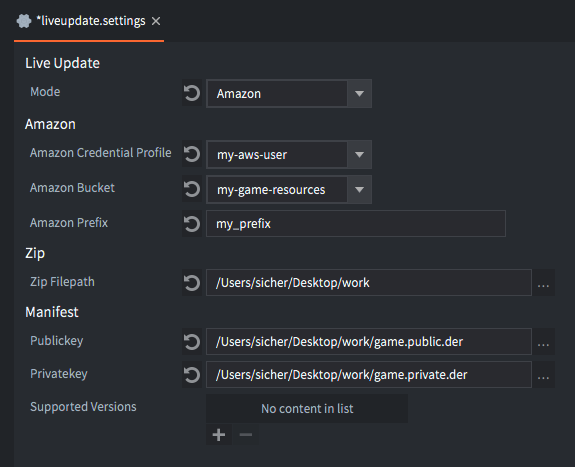 *liveupdate.settings
Live Update
Mode Amazon
Amazon
Amazon Credential Profile my-aws-user
Amazon Bucket my-game-resources
Amazon Prefix my_prefix
Zip
Zip Filepath /Users/sicher/Desktop/work ...
Manifest
Publickey /Users/sicher/Desktop/work/game.public.der ...
Privatekey /Users/sicher/Desktop/work/game.private.der ...
Supported Versions No content in list